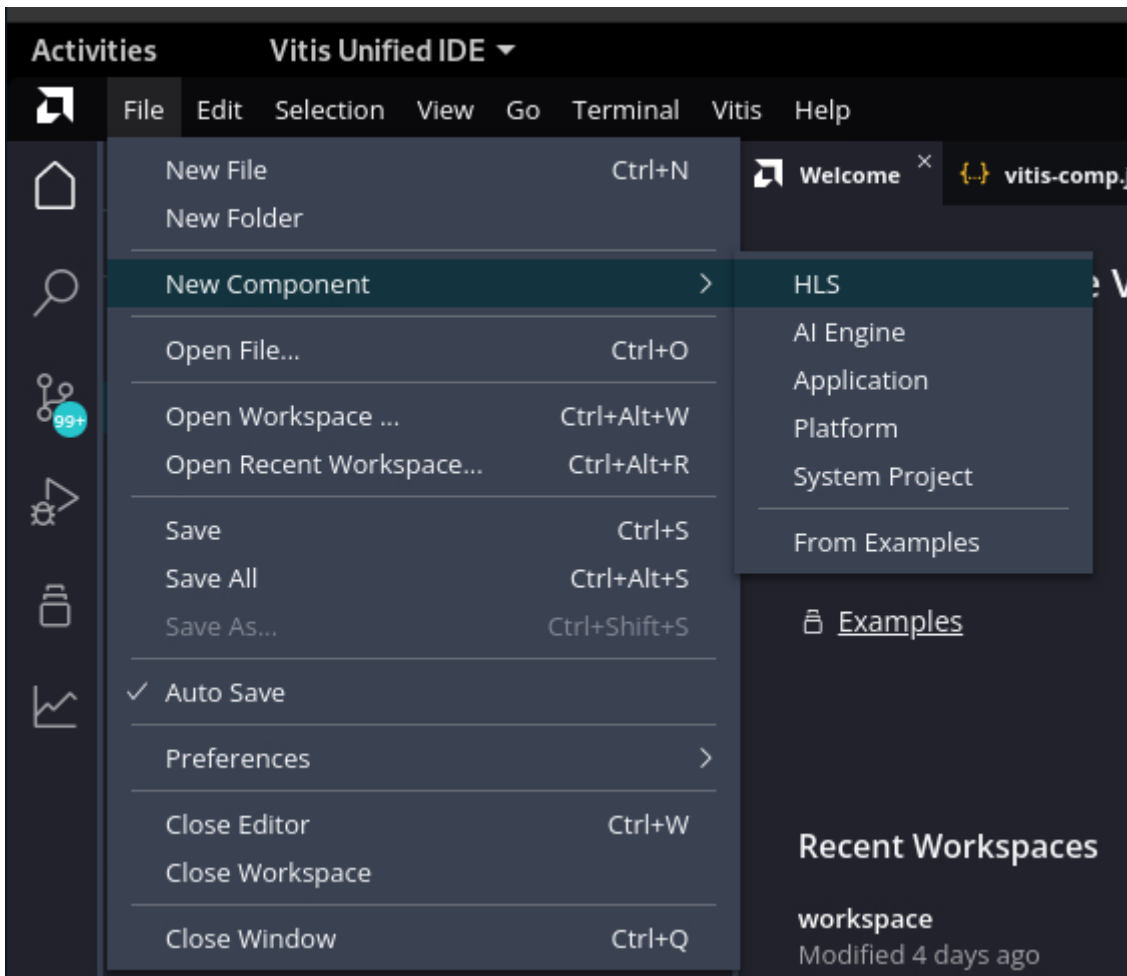 Activities Vitis Unified IDE
File Edit Selection View Go Terminal Vitis Help
New File Ctrl+N
New Folder
New Component
Open File... Ctrl+O
Open Workspace ... Ctrl+Alt+W
Open Recent Workspace... Ctrl+Alt+R
Save Ctrl+S
Save All Ctrl+Alt+S
Save As... Ctrl+Shift+S
Auto Save
Preferences
Close Editor Ctrl+W
Close Workspace
Close Window Ctrl+Q
99+
Welcome {...} vitis-comp.j
HLS
AI Engine
Application
Platform
System Project
From Examples
Examples
Recent Workspaces
workspace
Modified 4 days ago